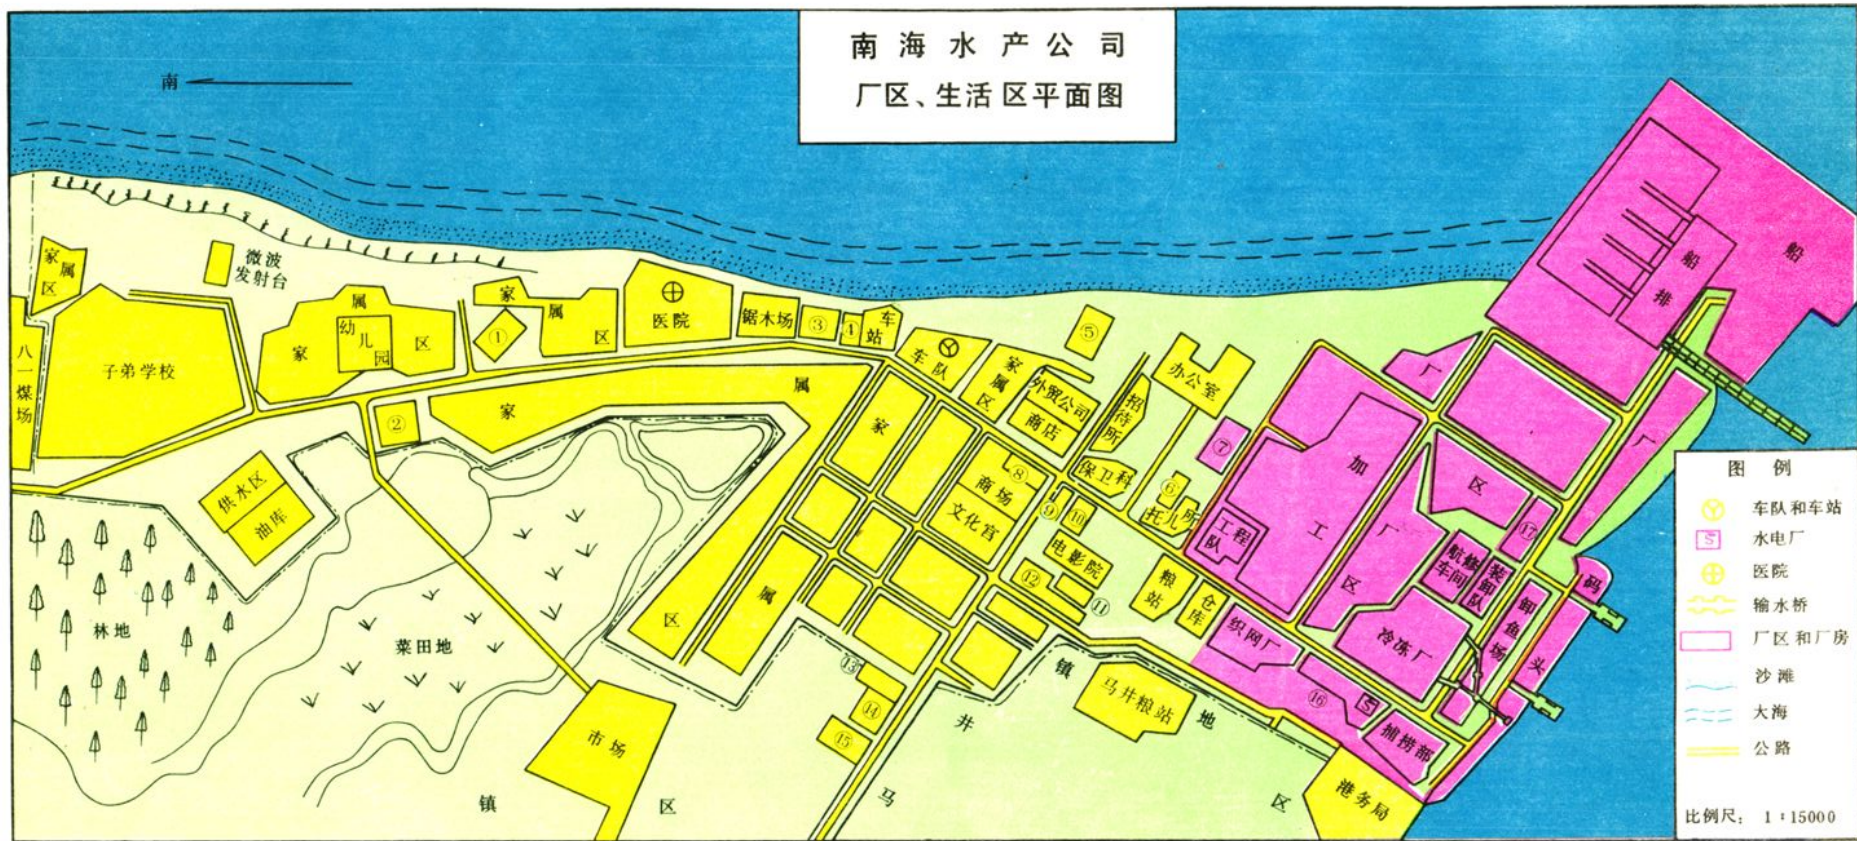 南海水产公司
厂区、生活区平面图
南
家属区
微波
发射台
八一煤场
子弟学校
家属区
幼儿园
家属区
①
②
医院
锯木场
③
④
车站
车队
家属区
外贸公司
商店
⑤
招待所
办公室
保卫科
⑥
托儿所
⑦
家属区
家属
⑧
商场
文化宫
⑨
⑩
电影院
⑪
⑫
粮站
仓库
供水区
油库
林地
菜田地
市场
⑬
⑭
⑮
镇区
马井镇地区
马井粮站
港务局
船排
船厂
厂区
加工厂区
工程队
织网厂
⑯
S
捕捞部
冷冻厂
航修
车间
装卸队
⑰
卸鱼场
码头
图例
车队和车站
S
水电厂
医院
输水桥
厂区和厂房
沙滩
大海
公路
比例尺：1:15000